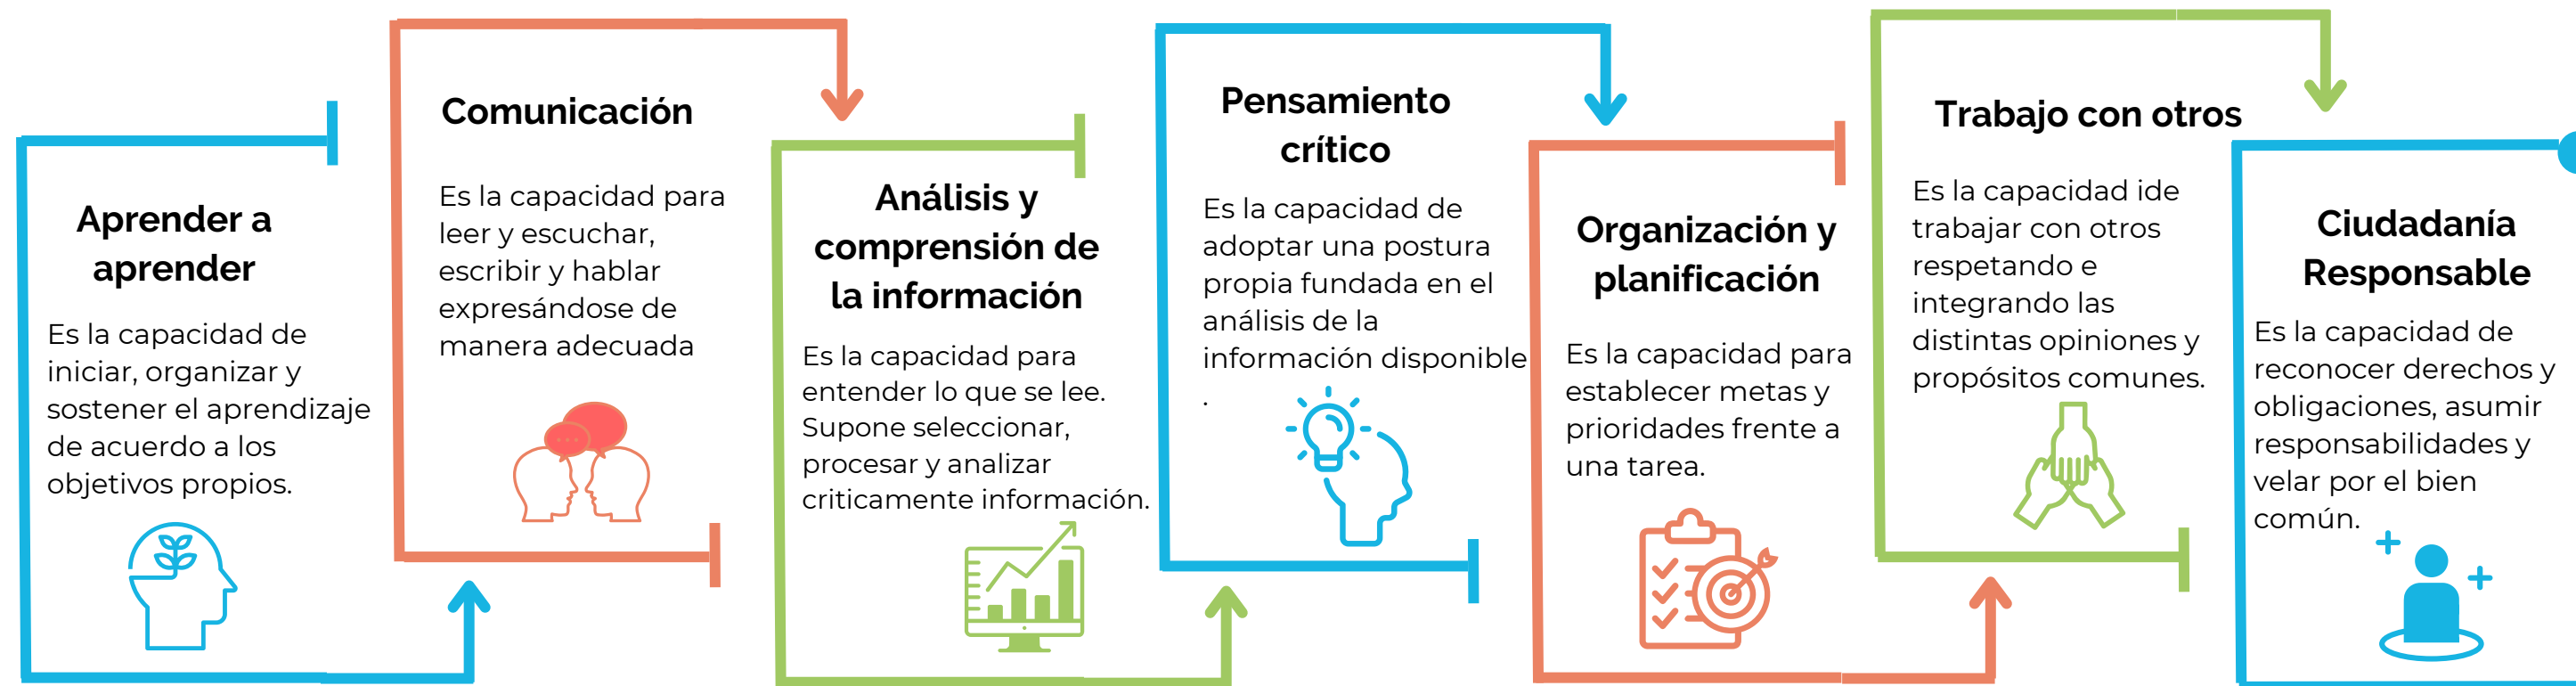 Aprender a
aprender
Es la capacidad de
iniciar, organizar y
sostener el aprendizaje
de acuerdo a los
objetivos propios.
Comunicación
Es la capacidad para
leer y escuchar,
escribir y hablar
expresándose de
manera adecuada
Análisis y
comprensión de
la información
Es la capacidad para
entender lo que se lee.
Supone seleccionar,
procesar y analizar
criticamente información.
Pensamiento
crítico
Es la capacidad de
adoptar una postura
propia fundada en el
análisis de la
información disponible
.
Organización y
planificación
Es la capacidad para
establecer metas y
prioridades frente a
una tarea.
Trabajo con otros
Es la capacidad ide
trabajar con otros
respetando e
integrando las
distintas opiniones y
propósitos comunes.
Ciudadanía
Responsable
Es la capacidad de
reconocer derechos y
obligaciones, asumir
responsabilidades y
velar por el bien
común.